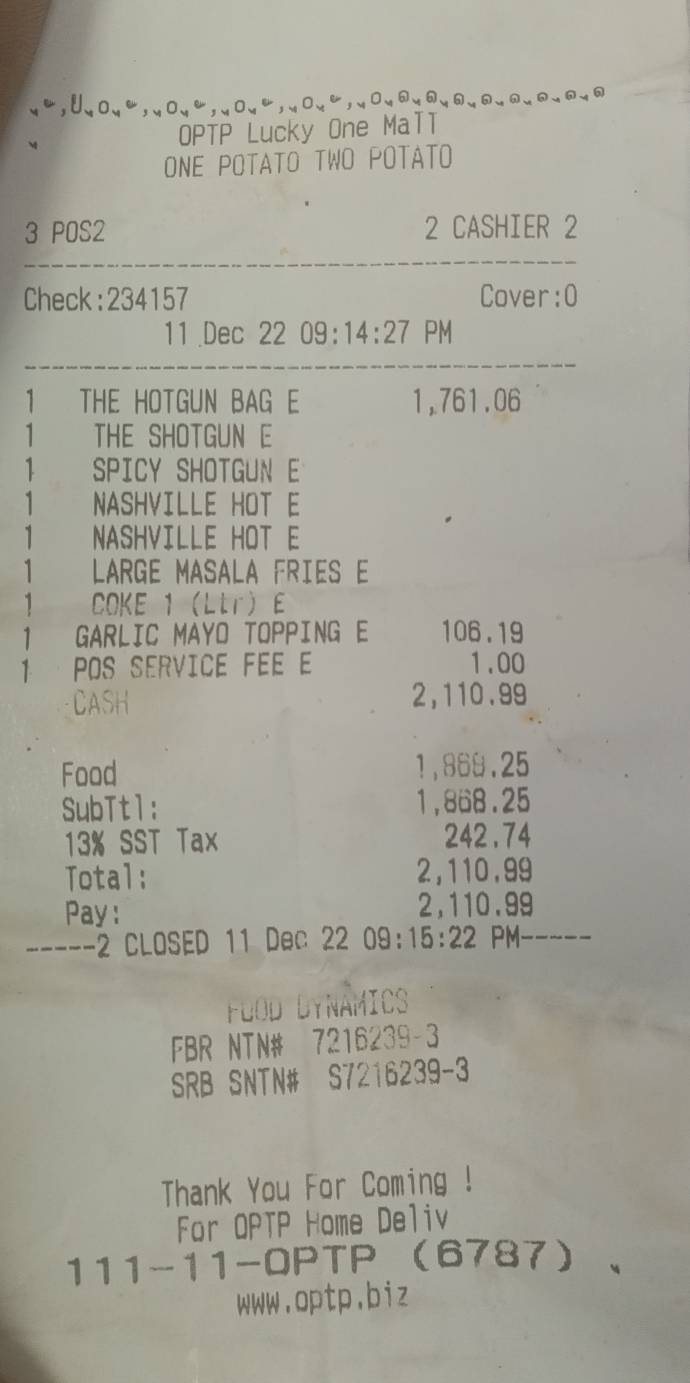 OPTP Lucky One Mall
ONE POTATO TWO POTATO
3 POS2 2 CASHIER 2
Check:234157 Cover:0
11 Dec 22 09:14:27 PM
1 THE HOTGUN BAG E 1,761.06
1 THE SHOTGUN E
1 SPICY SHOTGUN E
1 NASHVILLE HOT E
1 NASHVILLE HOT E
1 LARGE MASALA FRIES E
1 COKE 1 (Ltr) E
1 GARLIC MAYO TOPPING E 106.19
1 POS SERVICE FEE E 1.00
CASH 2,110.99
Food 1,868.25
SubTtl: 1,868.25
13% SST Tax 242.74
Total: 2,110.99
Pay: 2,110.99
-----2 CLOSED 11 Dec 22 09:15:22 PM-----
FOOD DYNAMICS
FBR NTN# 7216239-3
SRB SNTN# S7216239-3
Thank You For Coming !
For OPTP Home Deliv
111-11-OPTP (6787)
www.optp.biz